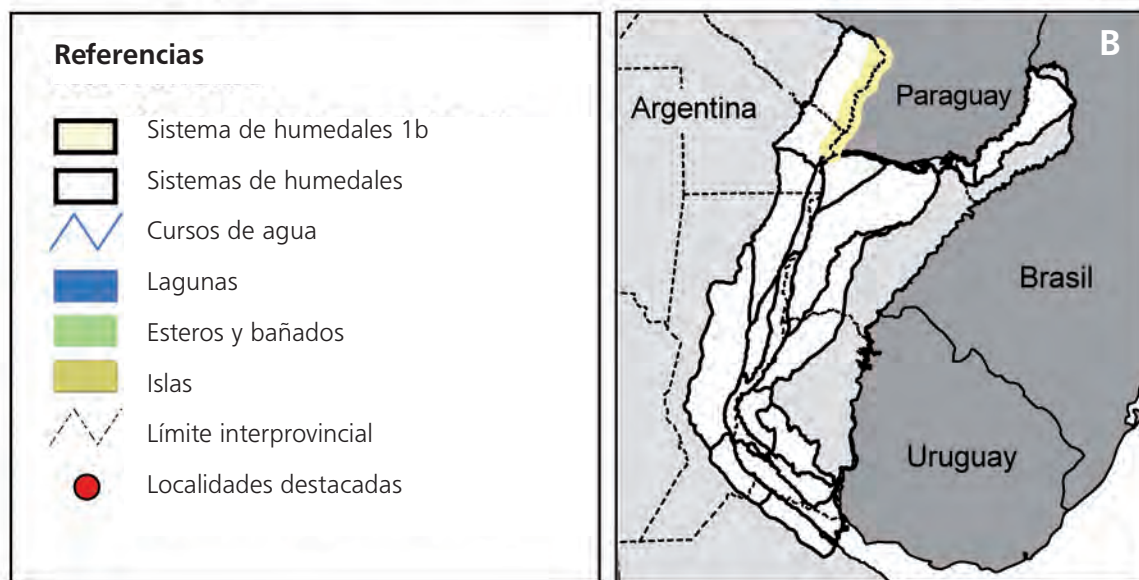 Referencias
Sistema de humedales 1b
Sistemas de humedales
Cursos de agua
Lagunas
Esteros y bañados
Islas
Límite interprovincial
Localidades destacadas
B
Argentina
Paraguay
Brasil
Uruguay